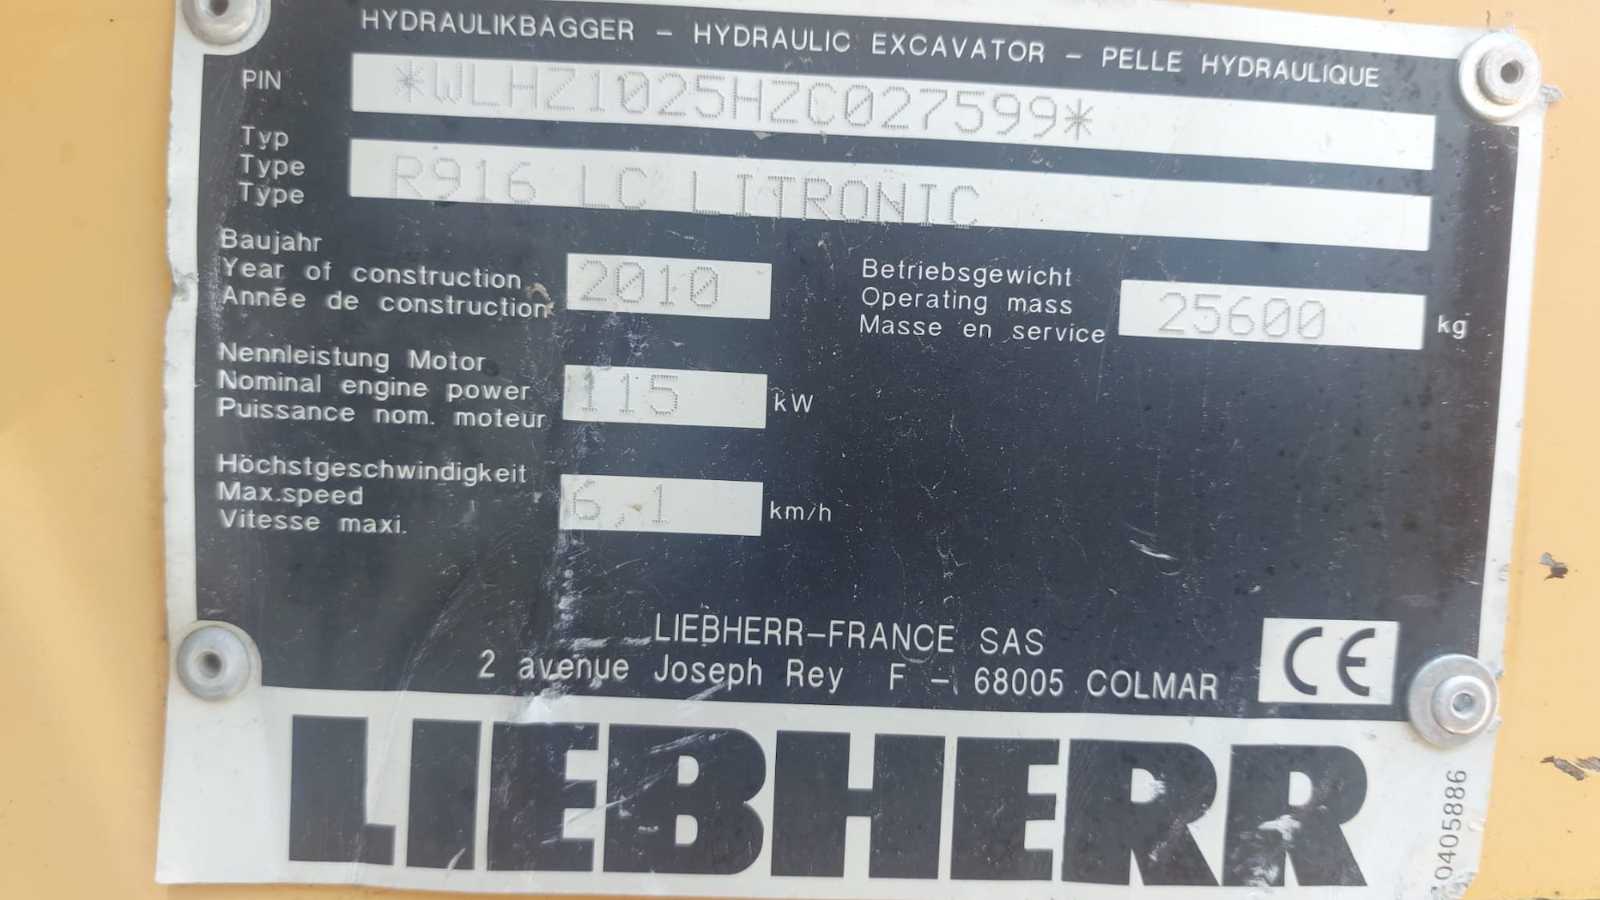 HYDRAULIKBAGGER – HYDRAULIC EXCAVATOR – PELLE HYDRAULIQUE
PIN *WLHZ1025HZC027599*
Typ
Type R916 LC LITRONIC
Type
Baujahr
Year of construction 2010
Année de construction
Betriebsgewicht
Operating mass 25600 kg
Masse en service
Nennleistung Motor
Nominal engine power 115 kW
Puissance nom. moteur
Höchstgeschwindigkeit
Max.speed 6,1 km/h
Vitesse maxi.
LIEBHERR–FRANCE SAS
2 avenue Joseph Rey F – 68005 COLMAR
CE
LIEBHERR